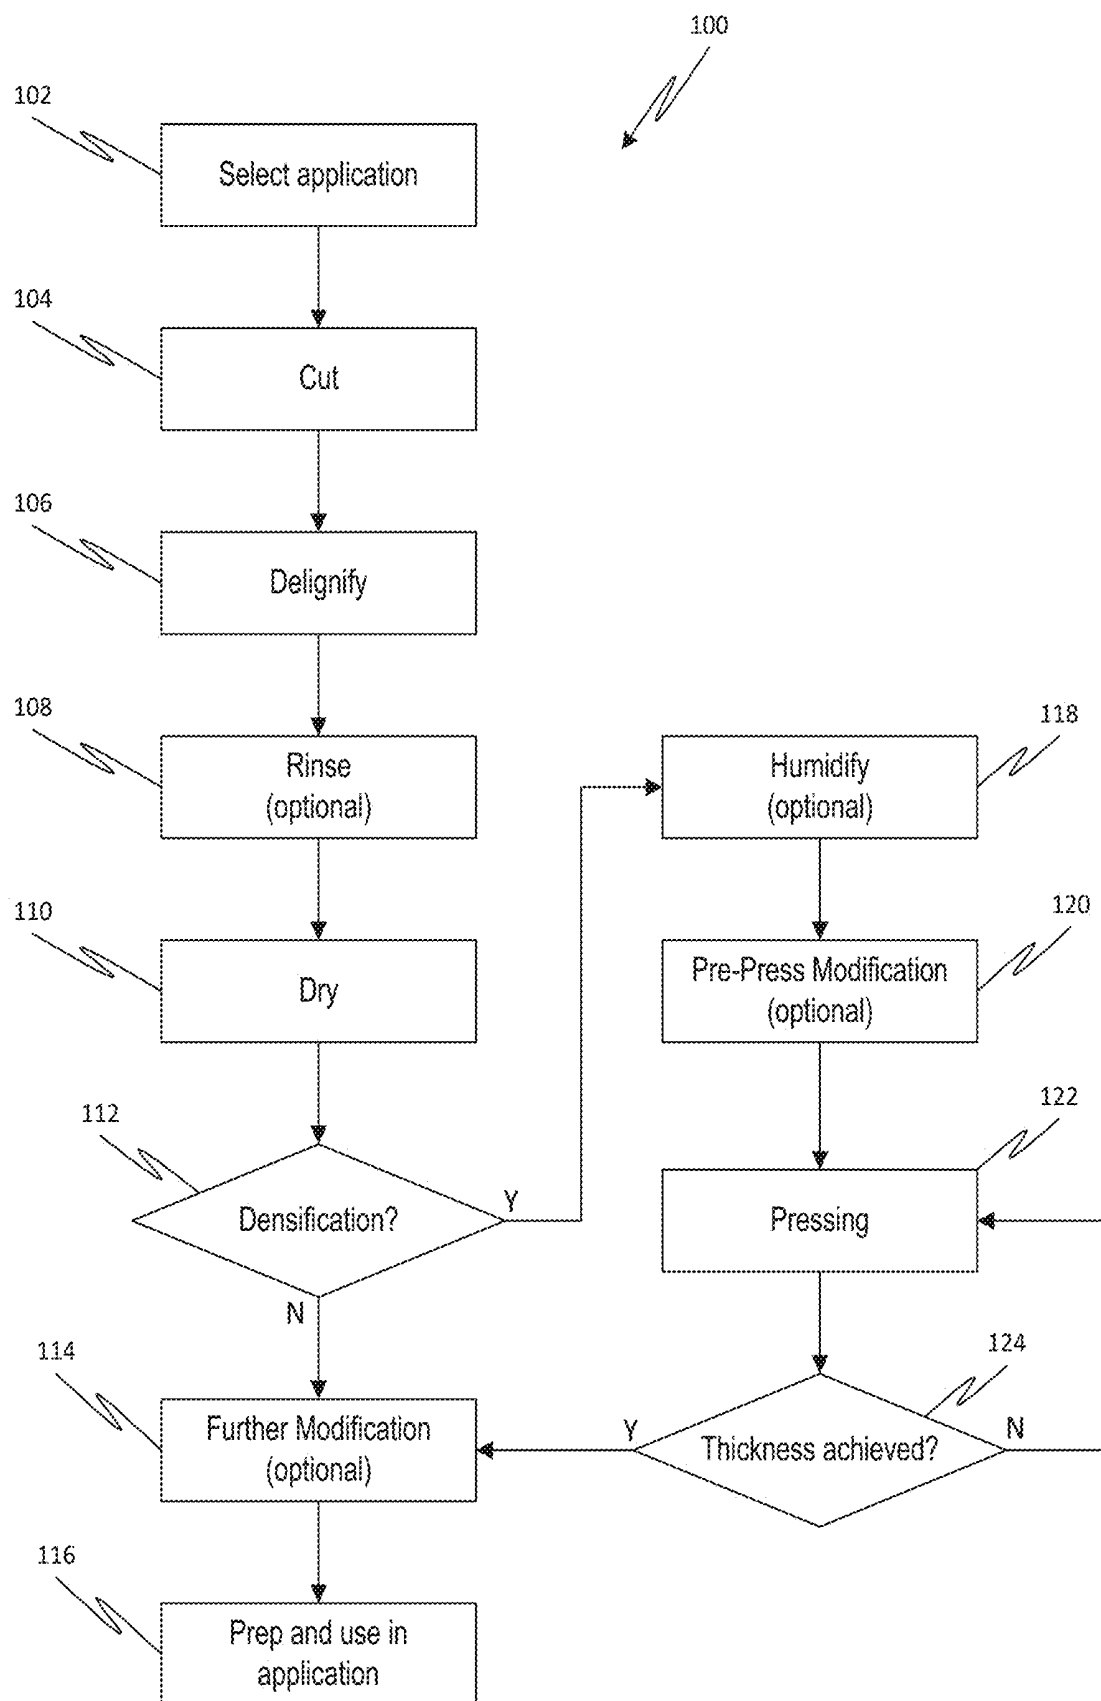 100
102
Select application
104
Cut
106
Delignify
108
Rinse
(optional)
118
Humidify
(optional)
110
Dry
120
Pre-Press Modification
(optional)
112
Densification?
Y
N
122
Pressing
114
Further Modification
(optional)
124
Thickness achieved?
Y
N
116
Prep and use in
application